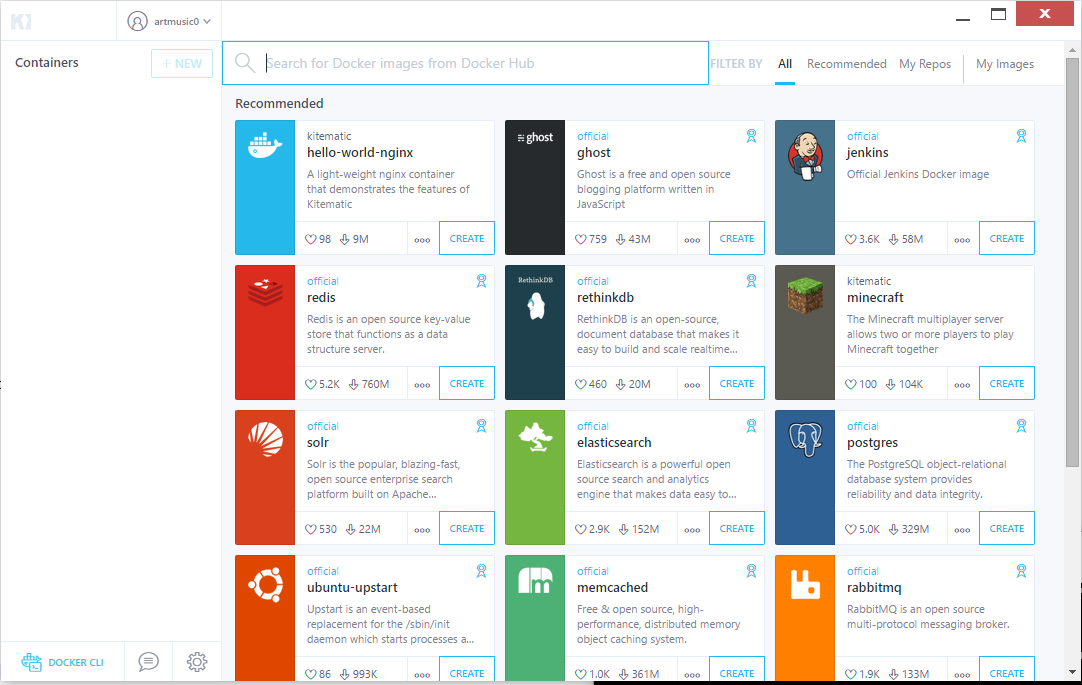 artmusic0
Containers
+ NEW
Search for Docker images from Docker Hub
FILTER BY
All
Recommended
My Repos
My Images
Recommended
kitematic
hello-world-nginx
A light-weight nginx container
that demonstrates the features of
Kitematic
98
9M
CREATE
ghost
official
ghost
Ghost is a free and open source
blogging platform written in
JavaScript
759
43M
CREATE
official
jenkins
Official Jenkins Docker image
3.6K
58M
CREATE
official
redis
Redis is an open source key-value
store that functions as a data
structure server.
5.2K
760M
CREATE
RethinkDB
official
rethinkdb
RethinkDB is an open-source,
document database that makes it
easy to build and scale realtime...
460
20M
CREATE
kitematic
minecraft
The Minecraft multiplayer server
allows two or more players to play
Minecraft together
100
104K
CREATE
official
solr
Solr is the popular, blazing-fast,
open source enterprise search
platform built on Apache...
530
22M
CREATE
official
elasticsearch
Elasticsearch is a powerful open
source search and analytics
engine that makes data easy to...
2.9K
152M
CREATE
official
postgres
The PostgreSQL object-relational
database system provides
reliability and data integrity.
5.0K
329M
CREATE
official
ubuntu-upstart
Upstart is an event-based
replacement for the /sbin/init
daemon which starts processes a...
86
993K
CREATE
official
memcached
Free & open source, high-
performance, distributed memory
object caching system.
1.0K
361M
CREATE
official
rabbitmq
RabbitMQ is an open source
multi-protocol messaging broker.
1.9K
133M
CREATE
DOCKER CLI